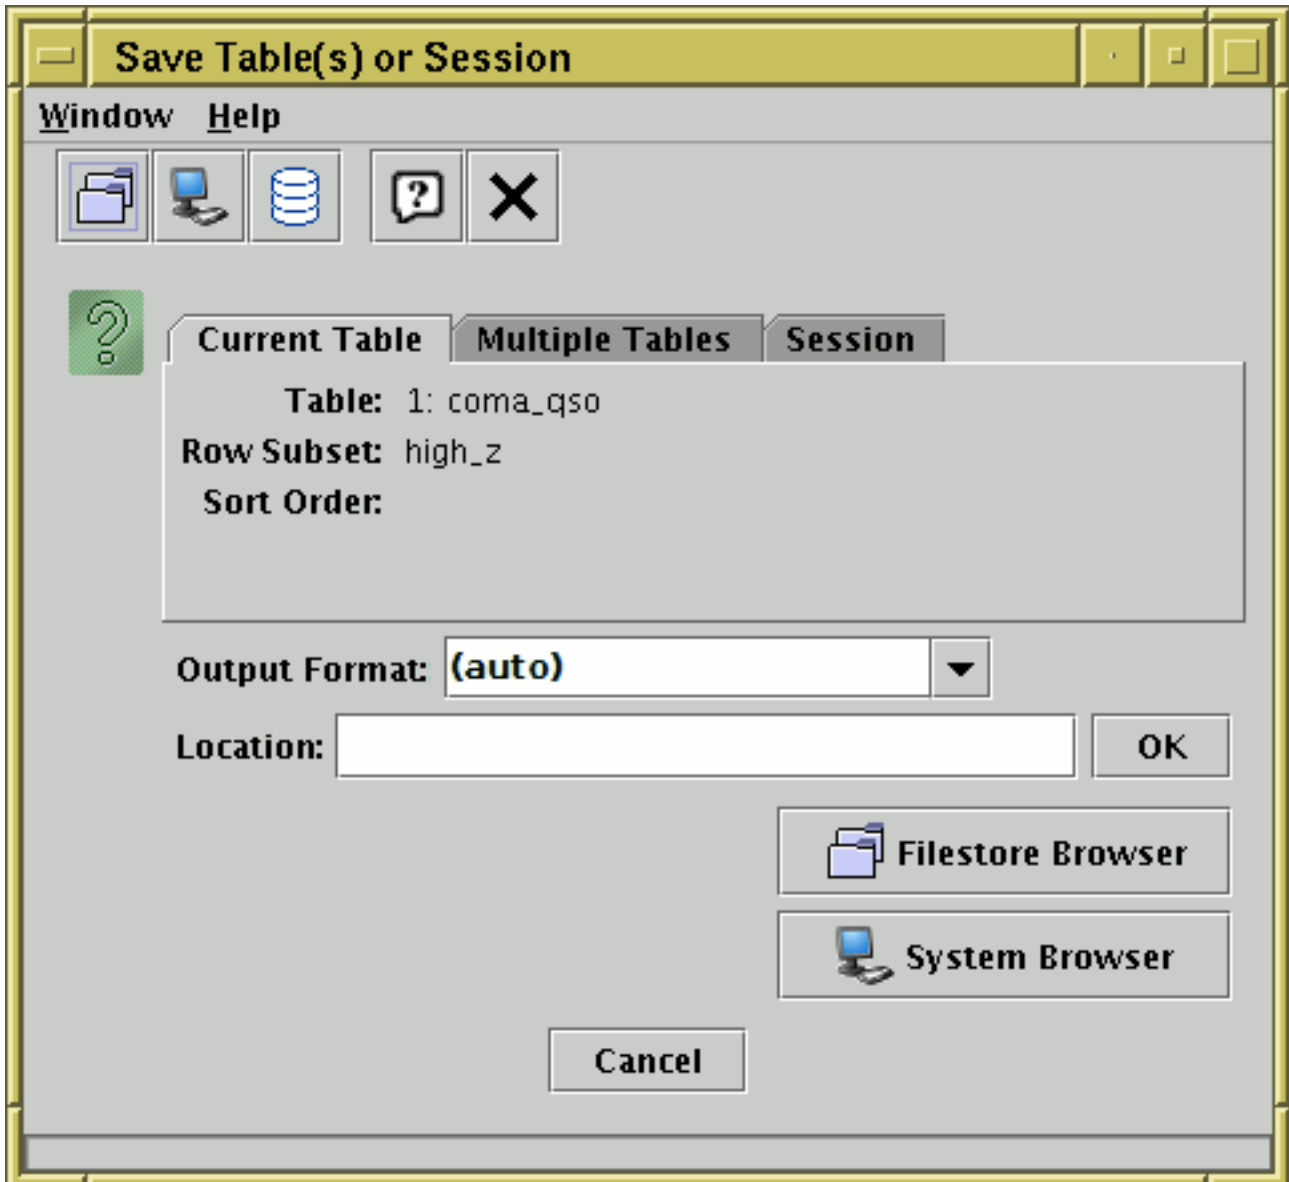 Save Table(s) or Session
Window Help
Current Table Multiple Tables Session
Table: 1: coma_qso
Row Subset: high_z
Sort Order:
Output Format: (auto)
Location: OK
Filestore Browser
System Browser
Cancel